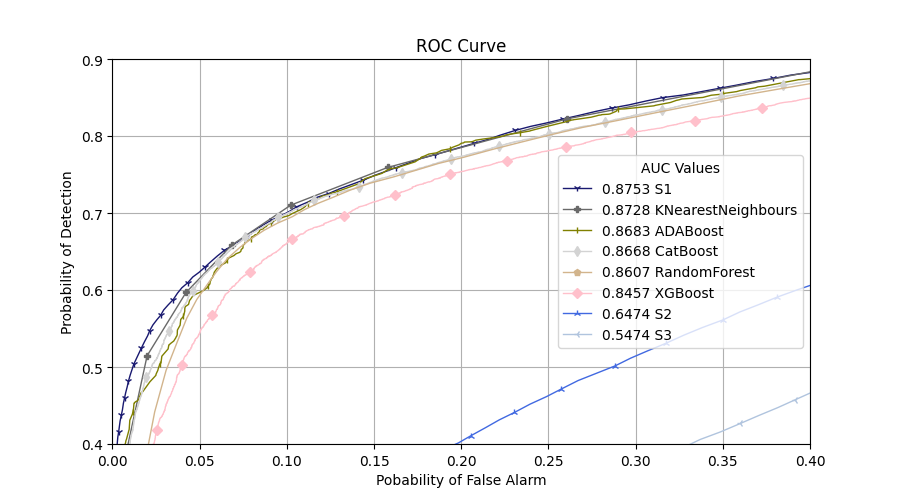 ROC Curve
0.9
0.8
0.7
0.6
0.5
0.4
Probability of Detection
AUC Values
0.8753 S1
0.8728 KNearestNeighbours
0.8683 ADABoost
0.8668 CatBoost
0.8607 RandomForest
0.8457 XGBoost
0.6474 S2
0.5474 S3
0.00 0.05 0.10 0.15 0.20 0.25 0.30 0.35 0.40
Pobability of False Alarm